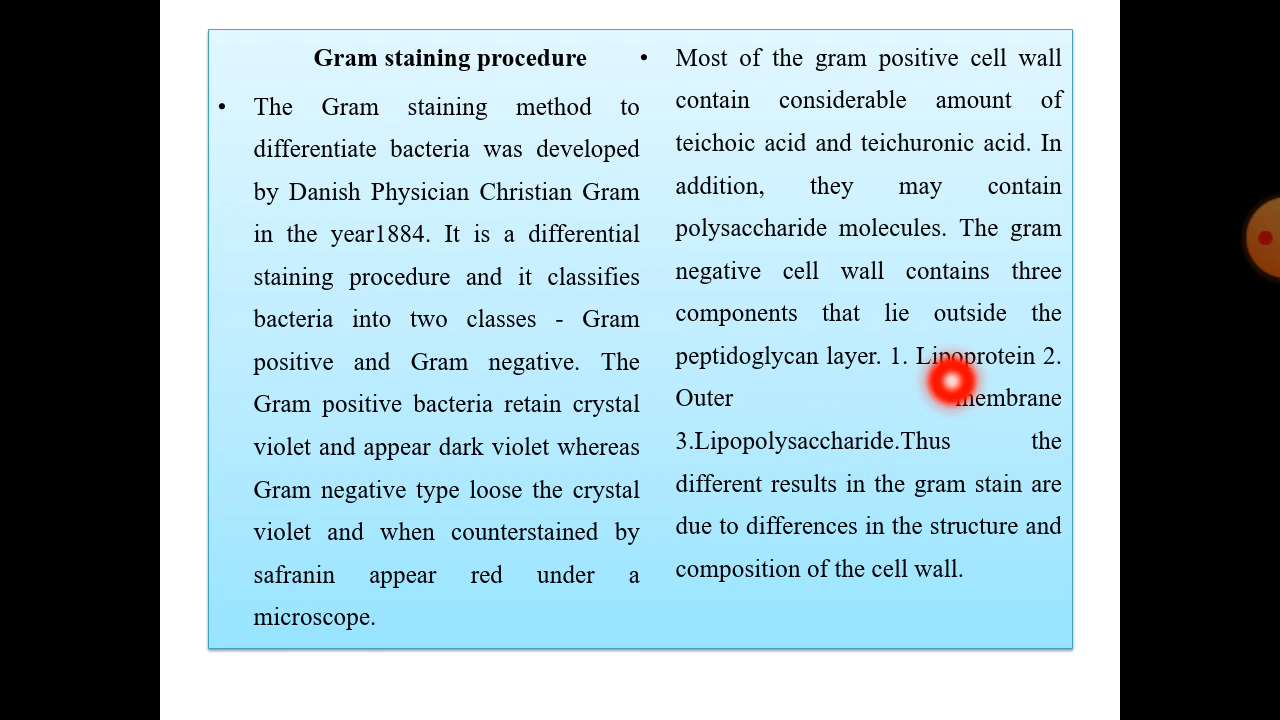 Gram staining procedure
• The Gram staining method to
differentiate bacteria was developed
by Danish Physician Christian Gram
in the year1884. It is a differential
staining procedure and it classifies
bacteria into two classes - Gram
positive and Gram negative. The
Gram positive bacteria retain crystal
violet and appear dark violet whereas
Gram negative type loose the crystal
violet and when counterstained by
safranin appear red under a
microscope.
• Most of the gram positive cell wall
contain considerable amount of
teichoic acid and teichuronic acid. In
addition, they may contain
polysaccharide molecules. The gram
negative cell wall contains three
components that lie outside the
peptidoglycan layer. 1. Lipoprotein 2.
Outer membrane
3.Lipopolysaccharide.Thus the
different results in the gram stain are
due to differences in the structure and
composition of the cell wall.